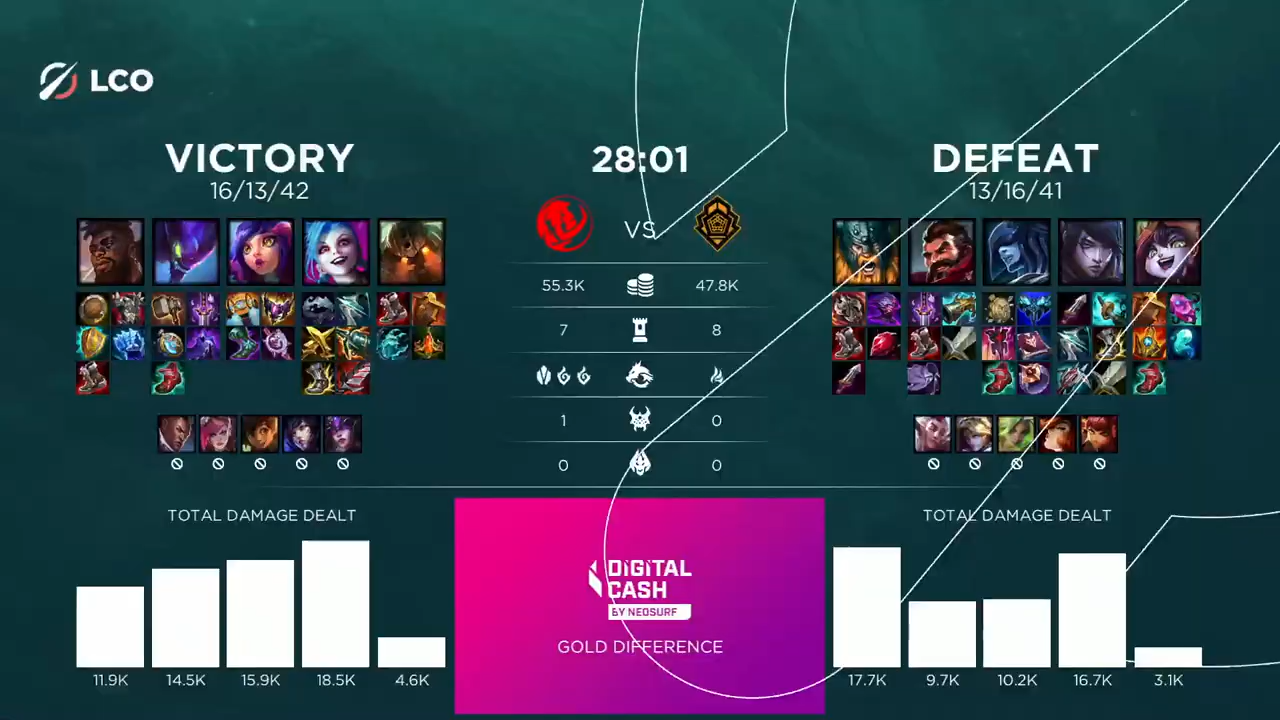 LCO
VICTORY
16/13/42
28:01
DEFEAT
13/16/41
VS
55.3K
47.8K
7
8
1
0
0
0
TOTAL DAMAGE DEALT
TOTAL DAMAGE DEALT
DIGITAL
CASH
BY NEOSURF
GOLD DIFFERENCE
11.9K 14.5K 15.9K 18.5K 4.6K
17.7K 9.7K 10.2K 16.7K 3.1K